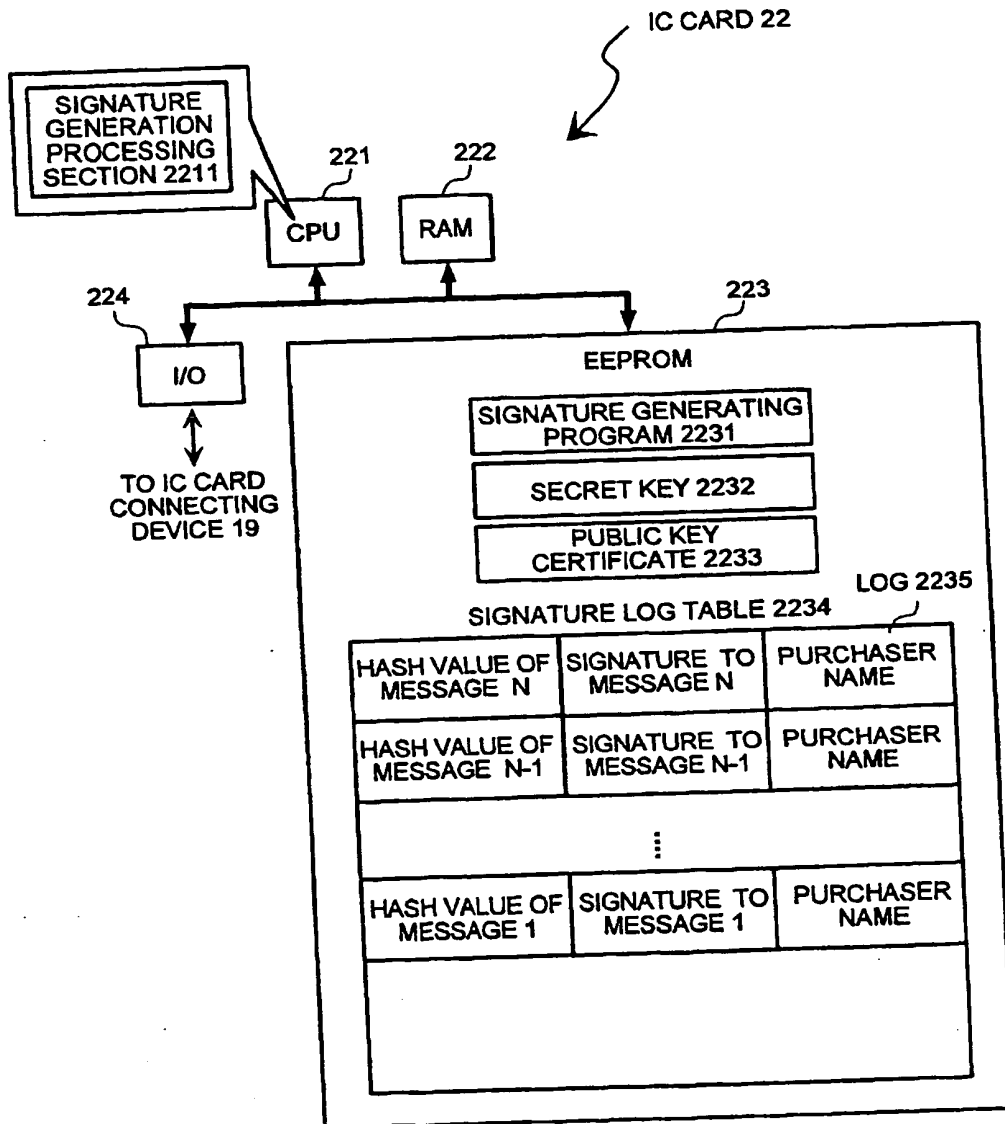 IC CARD 22
SIGNATURE
GENERATION
PROCESSING
SECTION 2211
221
222
CPU
RAM
224
223
I/O
EEPROM
SIGNATURE GENERATING
PROGRAM 2231
TO IC CARD
CONNECTING
DEVICE 19
SECRET KEY 2232
PUBLIC KEY
CERTIFICATE 2233
LOG 2235
SIGNATURE LOG TABLE 2234
HASH VALUE OF
MESSAGE N
SIGNATURE TO
MESSAGE N
PURCHASER
NAME
HASH VALUE OF
MESSAGE N-1
SIGNATURE TO
MESSAGE N-1
PURCHASER
NAME
HASH VALUE OF
MESSAGE 1
SIGNATURE TO
MESSAGE 1
PURCHASER
NAME